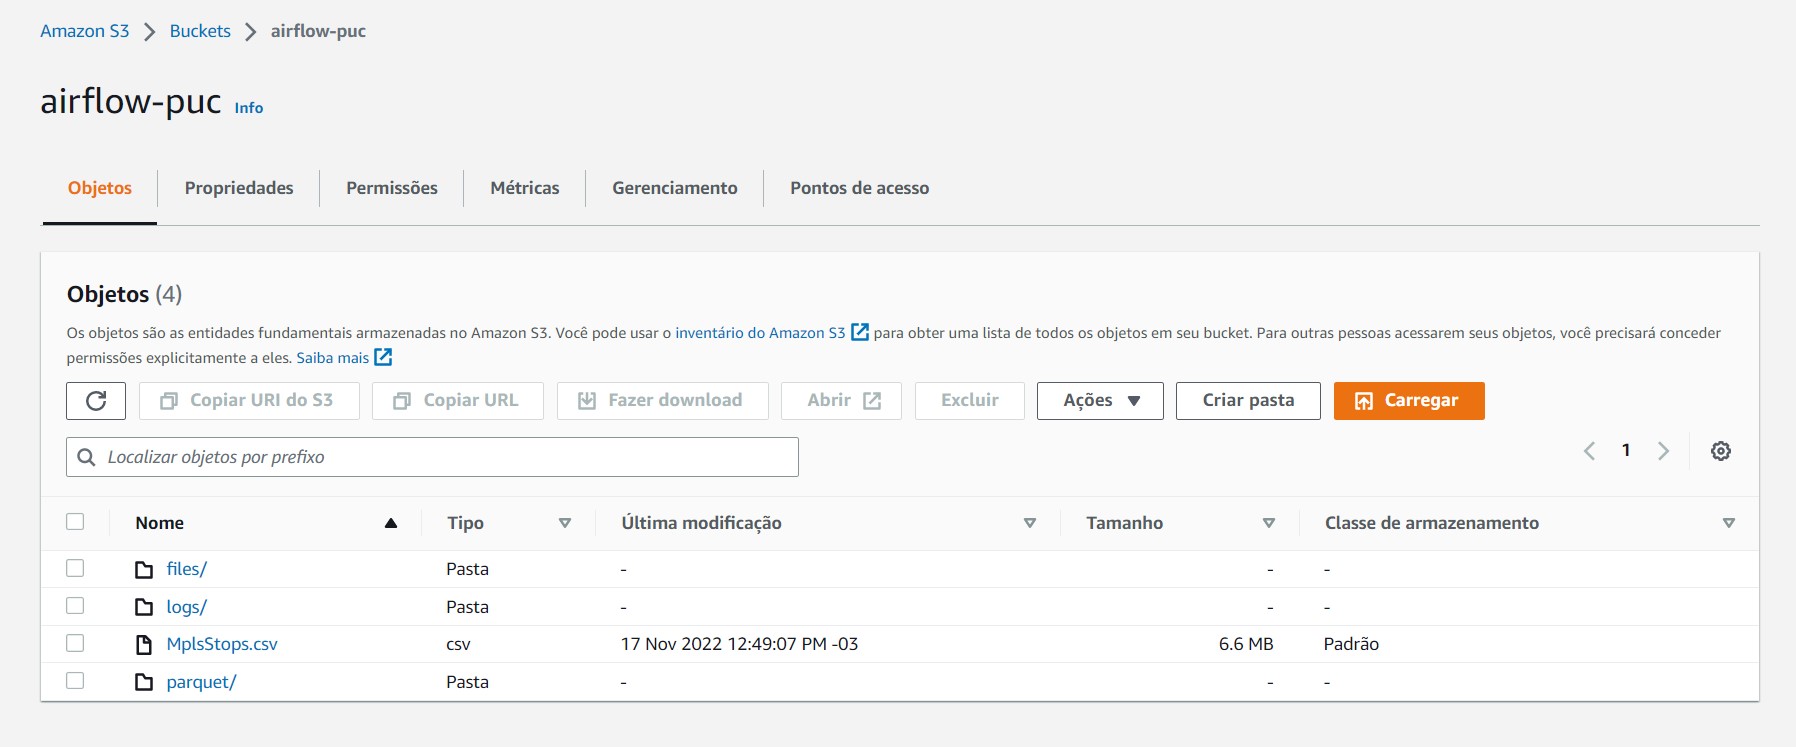 Amazon S3 > Buckets > airflow-puc
airflow-puc Info
Objetos Propriedades Permissões Métricas Gerenciamento Pontos de acesso
Objetos (4)
Os objetos são as entidades fundamentais armazenadas no Amazon S3. Você pode usar o inventário do Amazon S3 para obter uma lista de todos os objetos em seu bucket. Para outras pessoas acessarem seus objetos, você precisará conceder
permissões explicitamente a eles. Saiba mais
Copiar URI do S3 Copiar URL Fazer download Abrir Excluir Ações Criar pasta Carregar
Localizar objetos por prefixo
1
Nome Tipo Última modificação Tamanho Classe de armazenamento
files/ Pasta - - -
logs/ Pasta - - -
MplsStops.csv csv 17 Nov 2022 12:49:07 PM -03 6.6 MB Padrão
parquet/ Pasta - - -